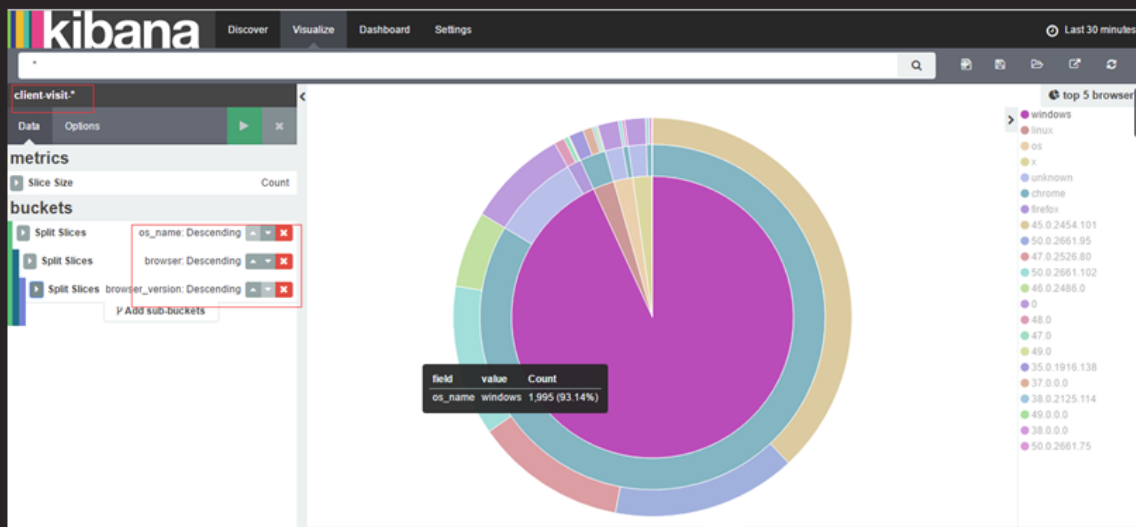 kibana
Discover Visualize Dashboard Settings
Last 30 minutes
*
client-visit-*
top 5 browser
Data Options
metrics
Slice Size Count
buckets
Split Slices os_name: Descending
Split Slices browser: Descending
Split Slices browser_version: Descending
Add sub-buckets
field value Count
os_name windows 1,995 (93.14%)
windows
linux
os
x
unknown
chrome
firefox
45.0.2454.101
50.0.2661.95
47.0.2526.80
50.0.2661.102
46.0.2486.0
0
48.0
47.0
49.0
35.0.1916.138
37.0.0.0
38.0.2125.114
49.0.0.0
38.0.0.0
50.0.2661.75